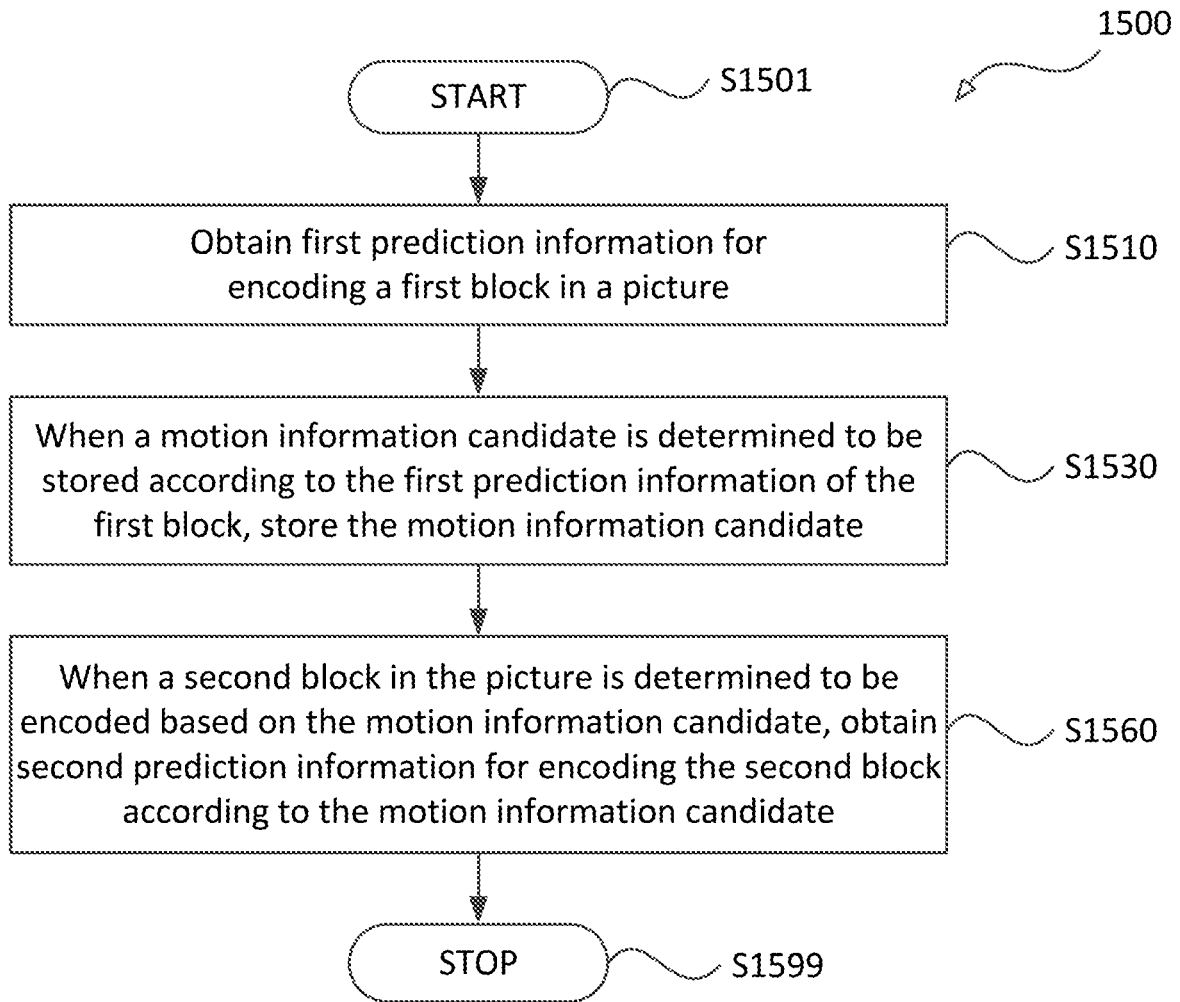 1500
START
S1501
Obtain first prediction information for
encoding a first block in a picture
S1510
When a motion information candidate is determined to be
stored according to the first prediction information of the
first block, store the motion information candidate
S1530
When a second block in the picture is determined to be
encoded based on the motion information candidate, obtain
second prediction information for encoding the second block
according to the motion information candidate
S1560
STOP
S1599